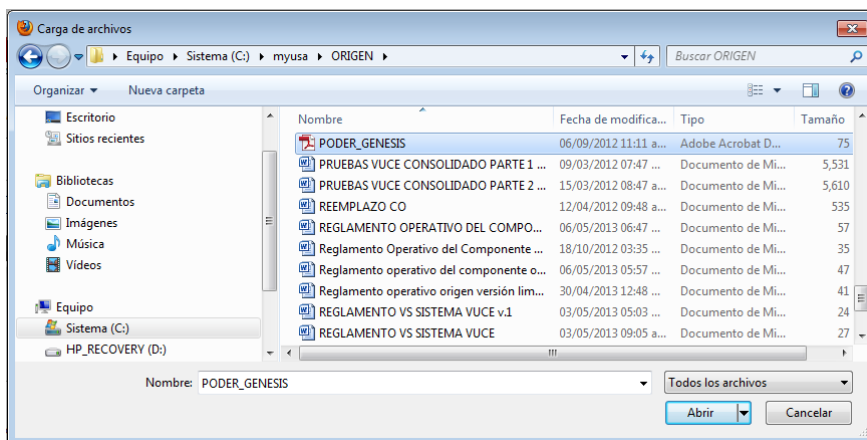 Carga de archivos
Equipo Sistema (C:) myusa ORIGEN
Buscar ORIGEN
Organizar Nueva carpeta
Escritorio
Sitios recientes
Bibliotecas
Documentos
Imágenes
Música
Vídeos
Equipo
Sistema (C:)
HP_RECOVERY (D:)
Nombre Fecha de modifica... Tipo Tamaño
PODER_GENESIS 06/09/2012 11:11 a... Adobe Acrobat D... 75
PRUEBAS VUCE CONSOLIDADO PARTE 1 ... 09/03/2012 07:47 ... Documento de Mi... 5,531
PRUEBAS VUCE CONSOLIDADO PARTE 2 ... 15/03/2012 08:47 a... Documento de Mi... 5,610
REEMPLAZO CO 12/04/2012 09:48 a... Documento de Mi... 535
REGLAMENTO OPERATIVO DEL COMPO... 06/05/2013 06:47 ... Documento de Mi... 57
Reglamento Operativo del Componente ... 18/10/2012 03:35 ... Documento de Mi... 35
Reglamento operativo del componente o... 06/05/2013 05:57 ... Documento de Mi... 47
Reglamento operativo origen versión lim... 30/04/2013 12:48 ... Documento de Mi... 41
REGLAMENTO VS SISTEMA VUCE v.1 03/05/2013 05:03 ... Documento de Mi... 24
REGLAMENTO VS SISTEMA VUCE 03/05/2013 09:05 a... Documento de Mi... 27
Nombre: PODER_GENESIS
Todos los archivos
Abrir Cancelar